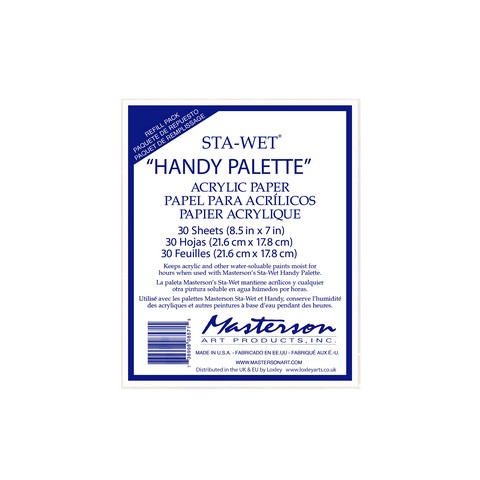 REFILL PACK
PAQUETE DE REPUESTO
PAQUET DE REMPLISSAGE
STA-WET®
"HANDY PALETTE"
ACRYLIC PAPER
PAPEL PARA ACRÍLICOS
PAPIER ACRYLIQUE
30 Sheets (8.5 in x 7 in)
30 Hojas (21.6 cm x 17.8 cm)
30 Feuilles (21.6 cm x 17.8 cm)
Keeps acrylic and other water-soluable paints moist for
hours when used with Masterson's Sta-Wet Handy Palette.
La paleta Masterson's Sta-Wet mantiene acrílicos y cualquier
otra pintura soluble en agua húmedos por horas.
Utilisé avec les palettes Masterson Sta-Wet et Handy, conserve l'humidité
des acryliques et autres peintures à base d'eau pendant des heures.
Masterson
ART PRODUCTS, INC.
MADE IN U.S.A. - FABRICADO EN EE.UU - FABRIQUÉ AUX É.-U.
WWW.MASTERSONART.COM
Distributed in the UK & EU by Loxley www.loxleyarts.co.uk